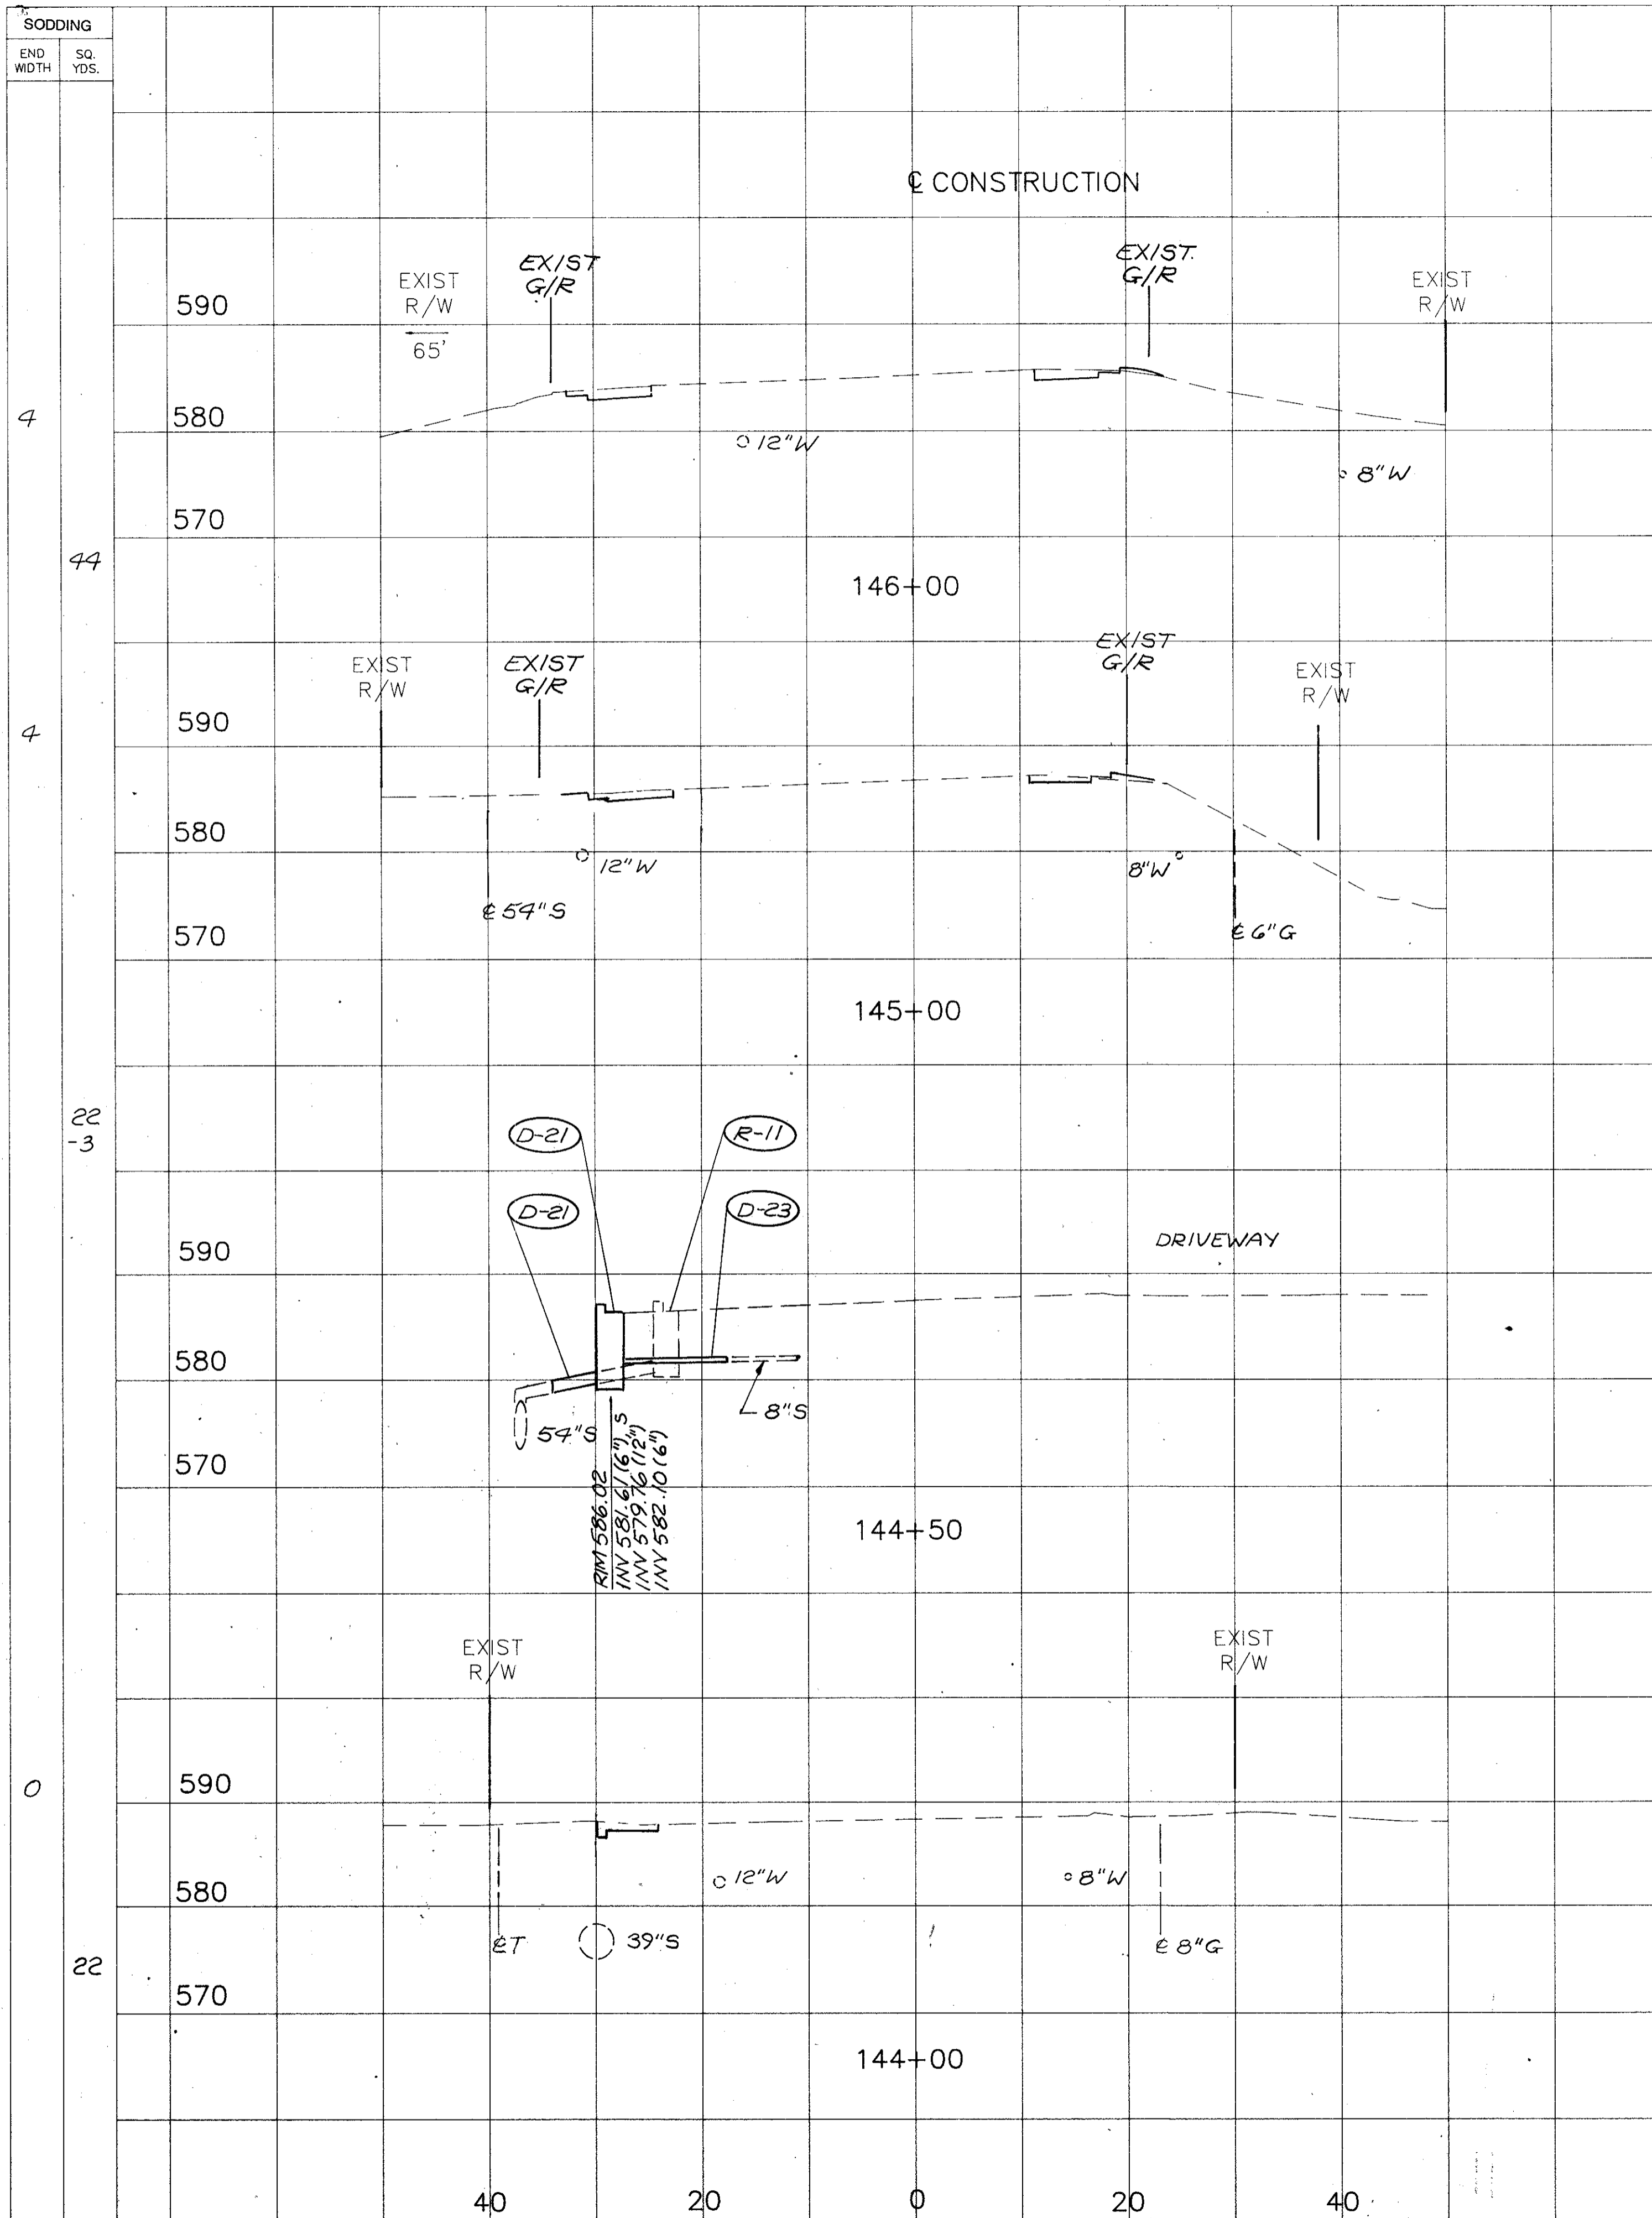 SODDING
END WIDTH
SQ. YDS.
℄ CONSTRUCTION
EXIST R/W
65'
EXIST G/R
EXIST. G/R
EXIST R/W
590
4
580
12"W
8"W
570
44
146+00
EXIST R/W
EXIST G/R
EXIST G/R
EXIST R/W
590
4
580
12"W
8"W
℄ 54"S
℄ 6"G
570
145+00
22
-3
D-21
R-11
D-21
D-23
DRIVEWAY
590
580
8"S
54"S
570
RIM 586.02
INV 581.61 (6") S
INV 579.76 (12")
INV 582.10 (6")
144+50
EXIST R/W
EXIST R/W
590
0
580
12"W
8"W
℄T
39"S
℄ 8"G
22
570
144+00
40
20
0
20
40